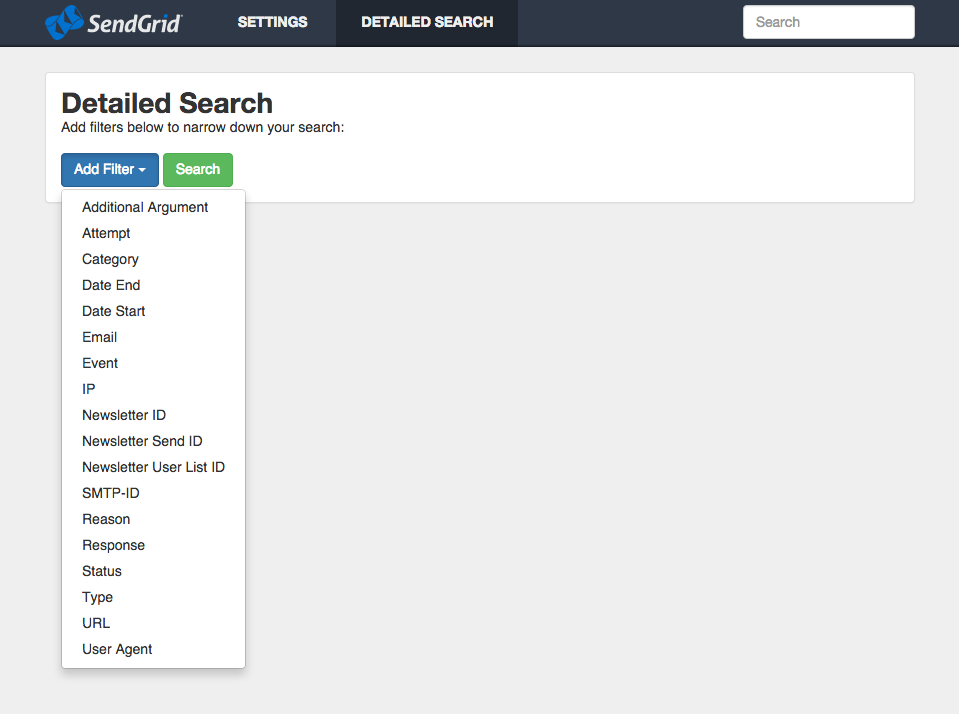 SendGrid SETTINGS DETAILED SEARCH Search
Detailed Search
Add filters below to narrow down your search:
Add Filter Search
Additional Argument
Attempt
Category
Date End
Date Start
Email
Event
IP
Newsletter ID
Newsletter Send ID
Newsletter User List ID
SMTP-ID
Reason
Response
Status
Type
URL
User Agent